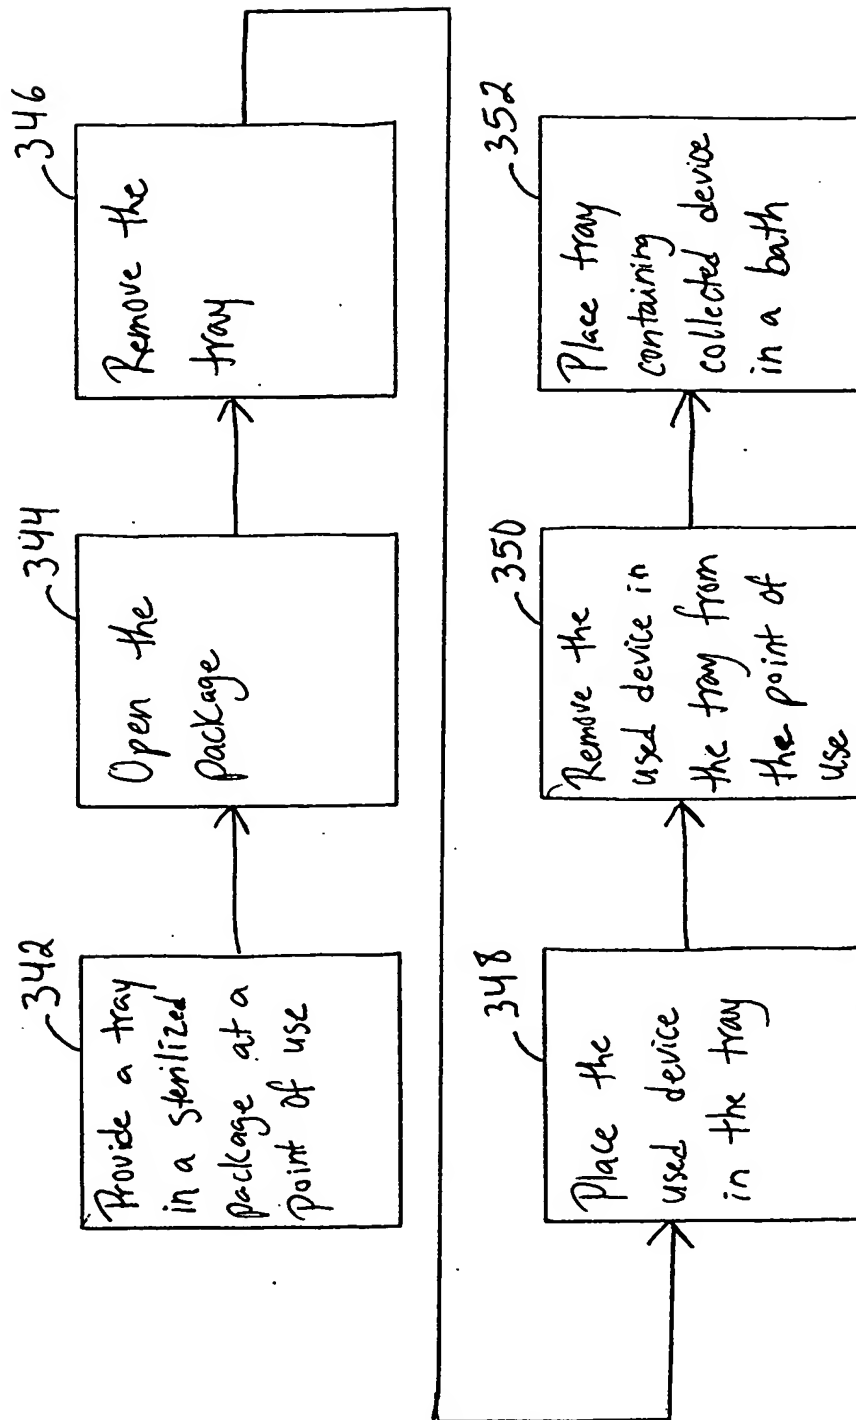 342
Provide a tray
in a sterilized
package at a
point of use
344
Open the
package
346
Remove the
tray
348
Place the
used device
in the tray
350
Remove the
used device in
the tray from
the point of
use
352
Place tray
containing
collected device
in a bath